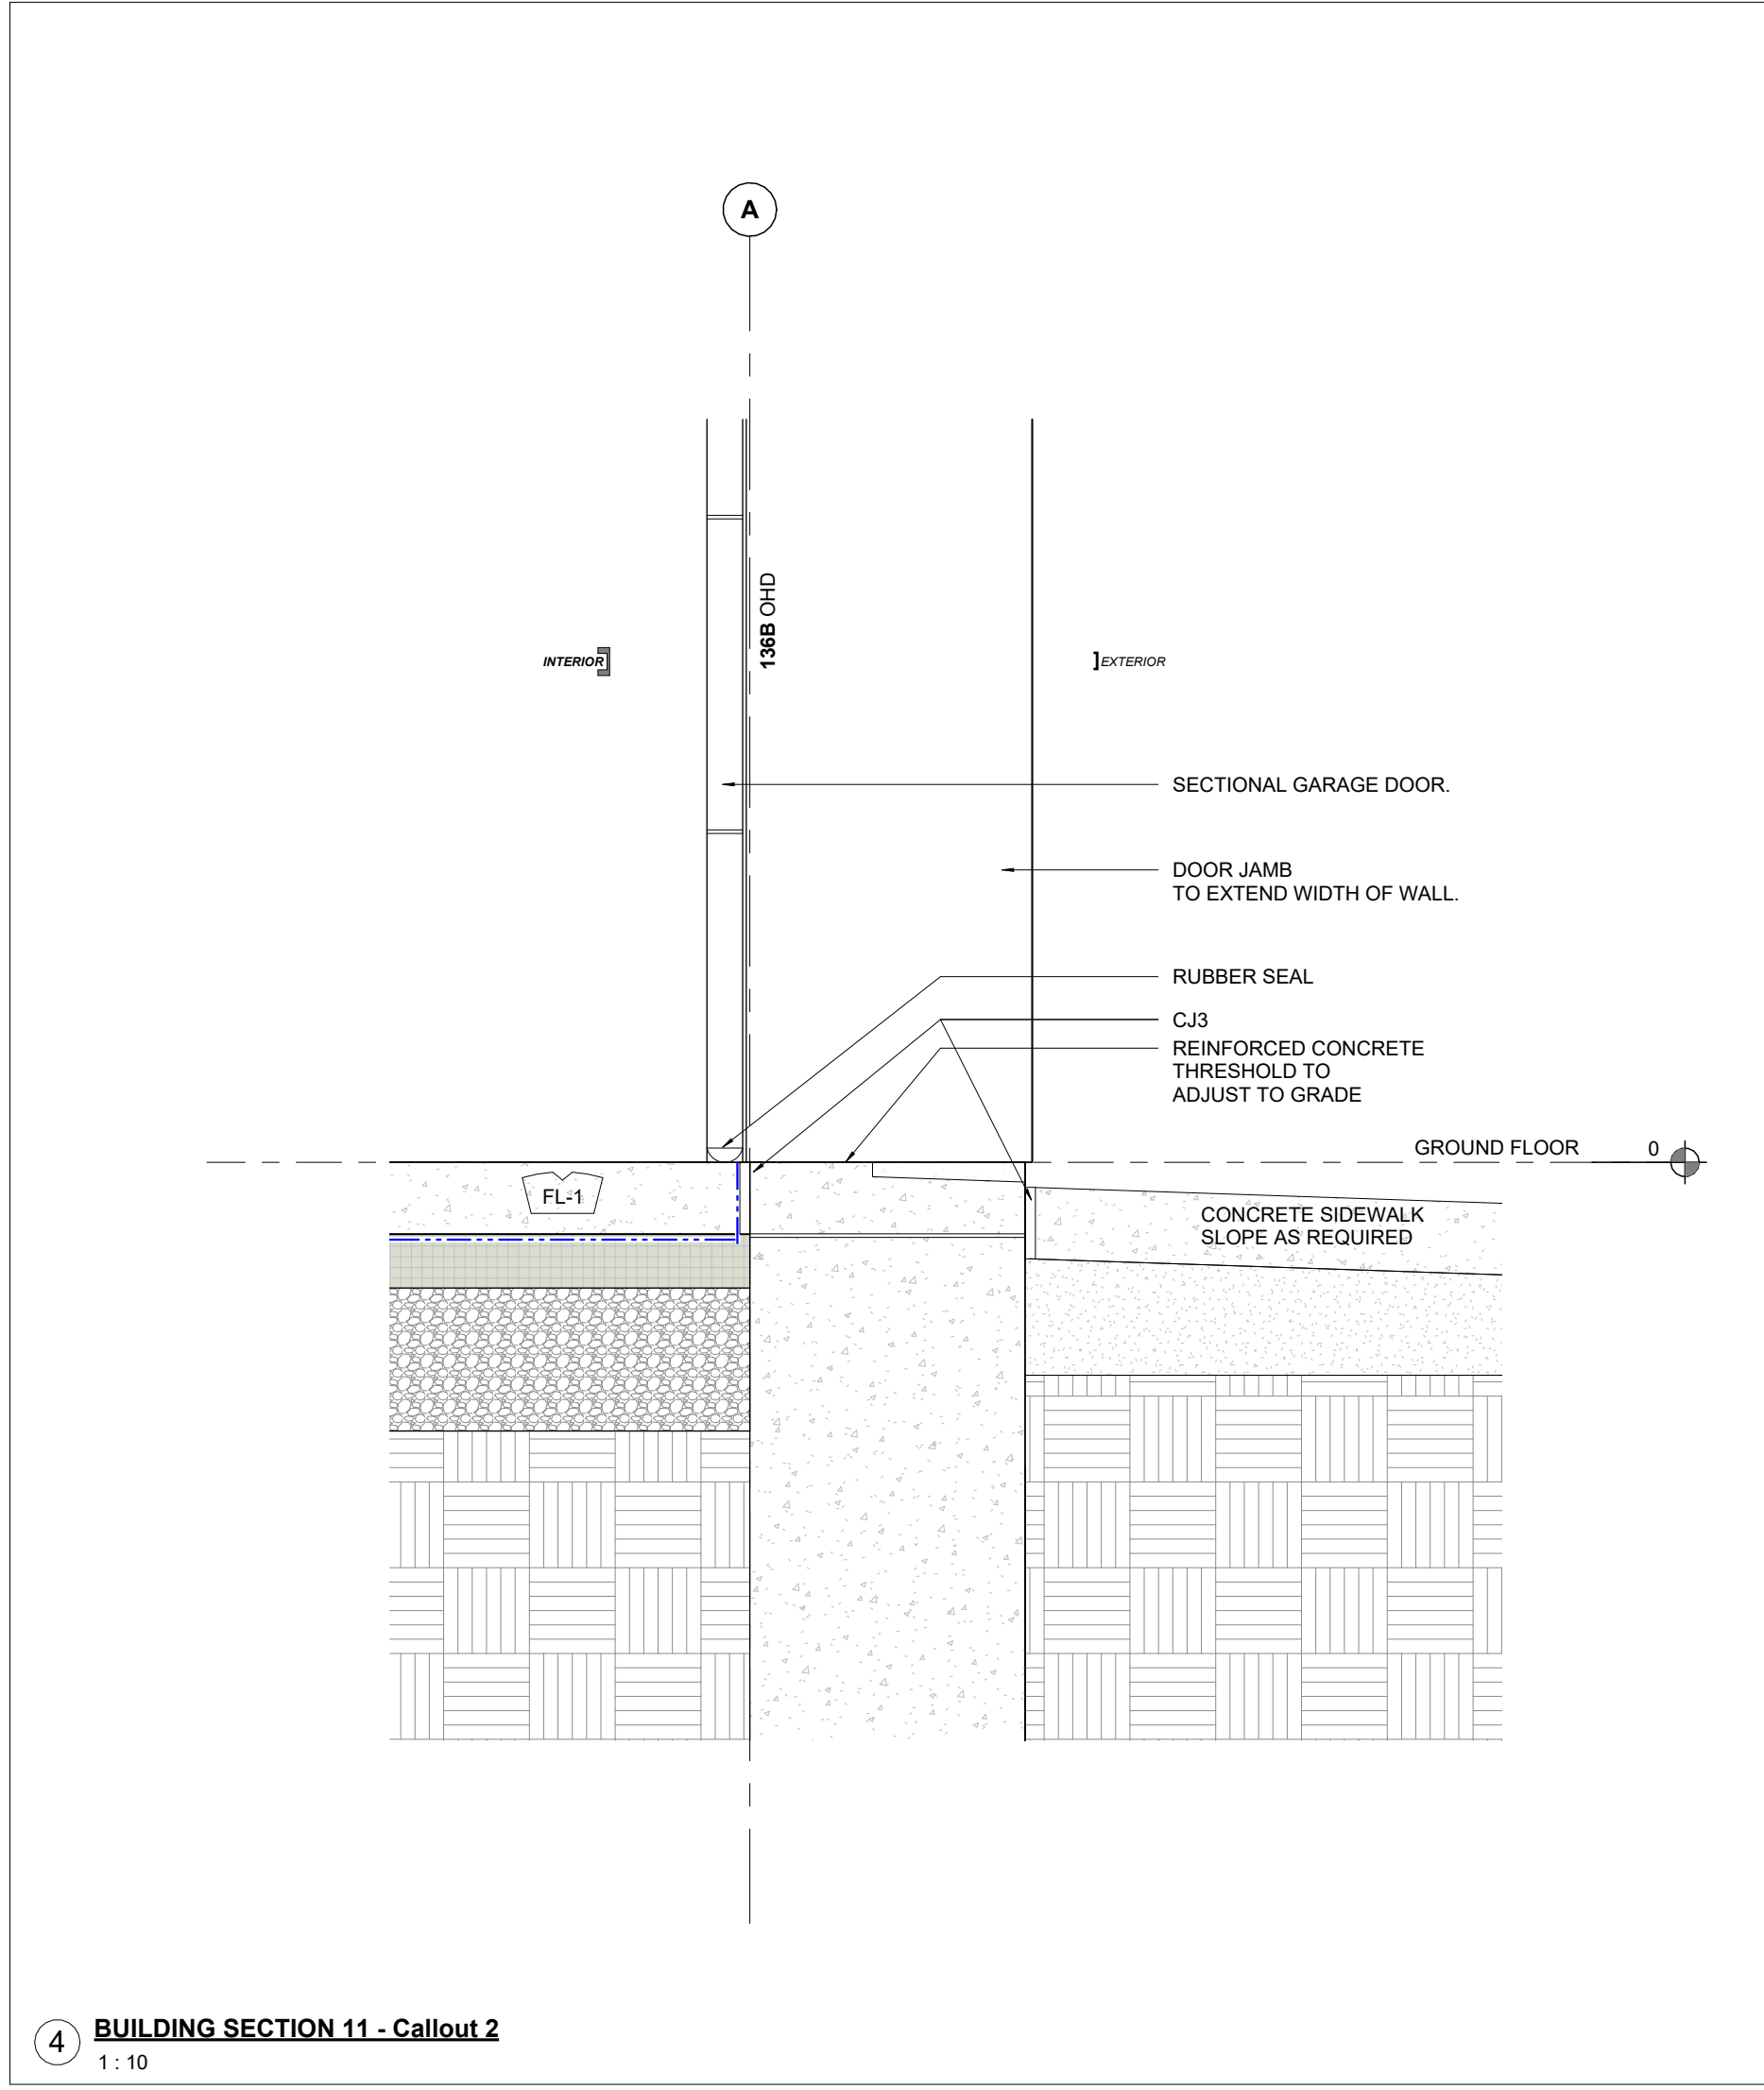 A
136B OHD
INTERIOR
EXTERIOR
SECTIONAL GARAGE DOOR.
DOOR JAMB
TO EXTEND WIDTH OF WALL.
RUBBER SEAL
CJ3
REINFORCED CONCRETE
THRESHOLD TO
ADJUST TO GRADE
GROUND FLOOR 0
FL-1
CONCRETE SIDEWALK
SLOPE AS REQUIRED
4 BUILDING SECTION 11 - Callout 2
1 : 10